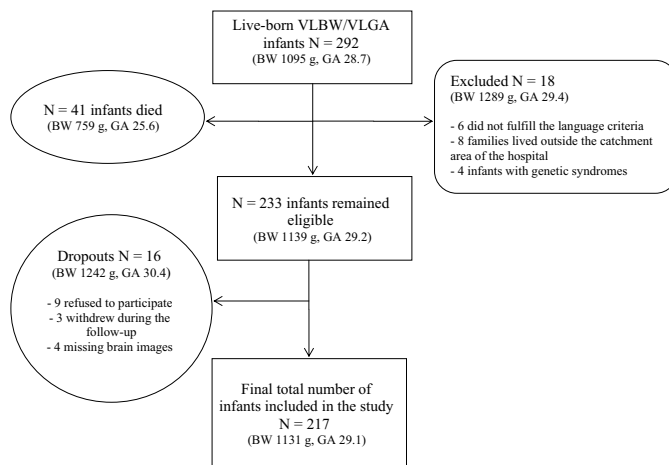 Live-born VLBW/VLGA
infants N = 292
(BW 1095 g, GA 28.7)
N = 41 infants died
(BW 759 g, GA 25.6)
Excluded N = 18
(BW 1289 g, GA 29.4)
- 6 did not fulfill the language criteria
- 8 families lived outside the catchment
area of the hospital
- 4 infants with genetic syndromes
N = 233 infants remained
eligible
(BW 1139 g, GA 29.2)
Dropouts N = 16
(BW 1242 g, GA 30.4)
- 9 refused to participate
- 3 withdrew during the
follow-up
- 4 missing brain images
Final total number of
infants included in the study
N = 217
(BW 1131 g, GA 29.1)